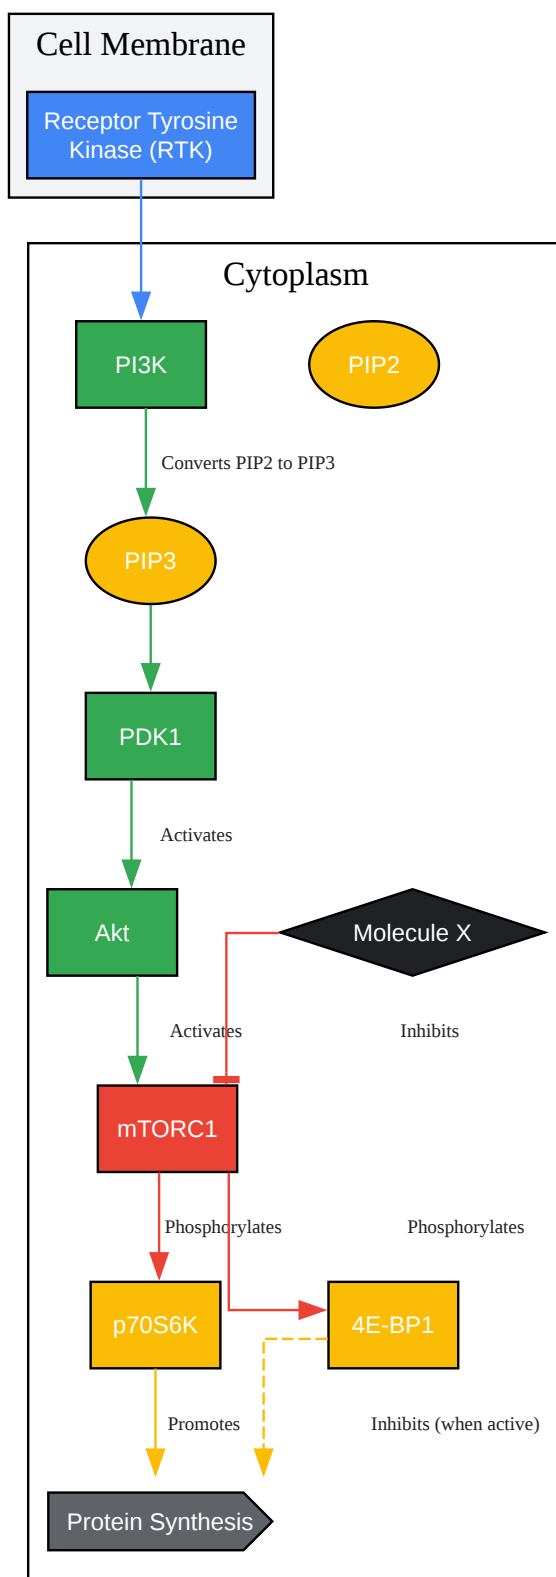 Cell Membrane
Receptor Tyrosine
Kinase (RTK)
Cytoplasm
PI3K
PIP2
Converts PIP2 to PIP3
PIP3
PDK1
Activates
Akt
Molecule X
Activates
Inhibits
mTORC1
Phosphorylates
Phosphorylates
p70S6K
4E-BP1
Promotes
Inhibits (when active)
Protein Synthesis